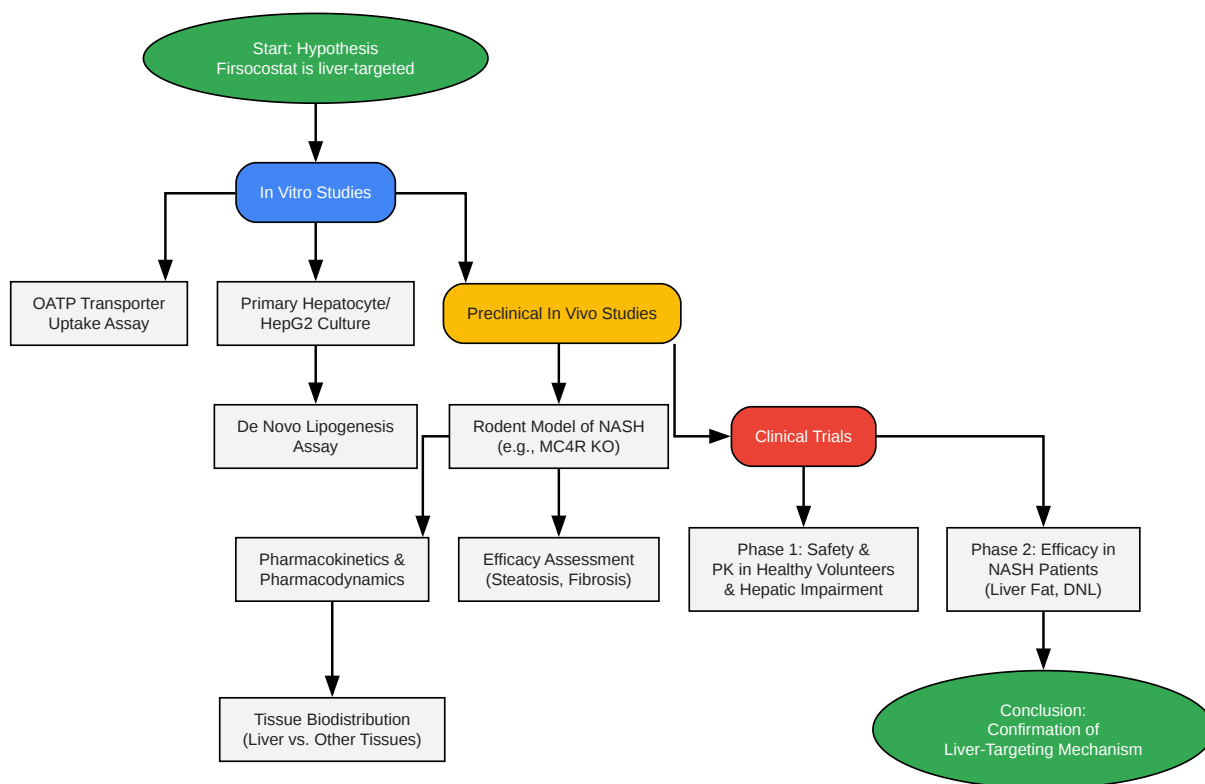 Start: Hypothesis
Firsocostat is liver-targeted
In Vitro Studies
OATP Transporter
Uptake Assay
Primary Hepatocyte/
HepG2 Culture
Preclinical In Vivo Studies
De Novo Lipogenesis
Assay
Rodent Model of NASH
(e.g., MC4R KO)
Clinical Trials
Pharmacokinetics &
Pharmacodynamics
Efficacy Assessment
(Steatosis, Fibrosis)
Phase 1: Safety &
PK in Healthy Volunteers
& Hepatic Impairment
Phase 2: Efficacy in
NASH Patients
(Liver Fat, DNL)
Tissue Biodistribution
(Liver vs. Other Tissues)
Conclusion:
Confirmation of
Liver-Targeting Mechanism